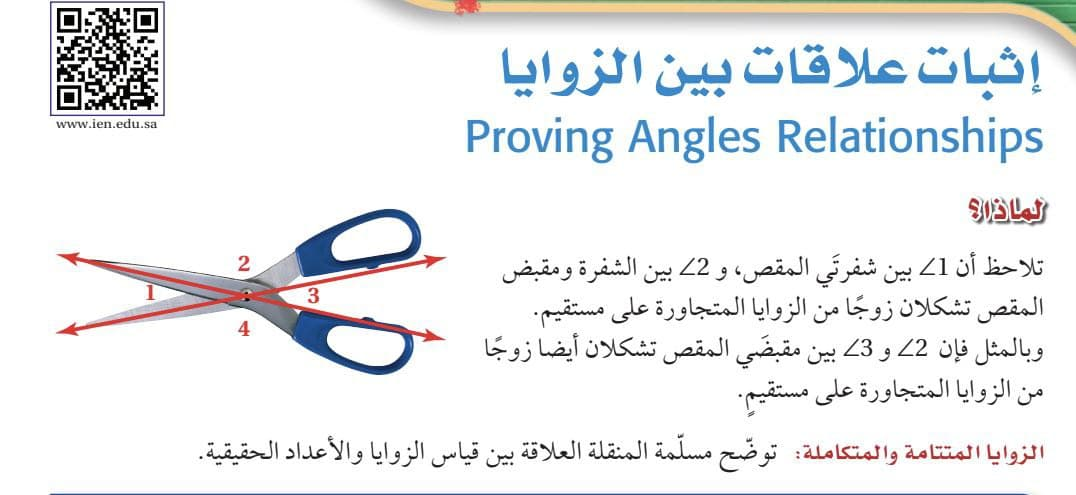 www.ien.edu.sa
إثبات علاقات بين الزوايا
Proving Angles Relationships
لماذا؟
تلاحظ أن 1∠ بين شفرتَي المقص، و 2∠ بين الشفرة ومقبض
المقص تشكلان زوجًا من الزوايا المتجاورة على مستقيم.
وبالمثل فإن 2∠ و 3∠ بين مقبضَي المقص تشكلان أيضا زوجًا
من الزوايا المتجاورة على مستقيمٍ.
2
1
3
4
الزوايا المتتامة والمتكاملة: توضّح مسلّمة المنقلة العلاقة بين قياس الزوايا والأعداد الحقيقية.